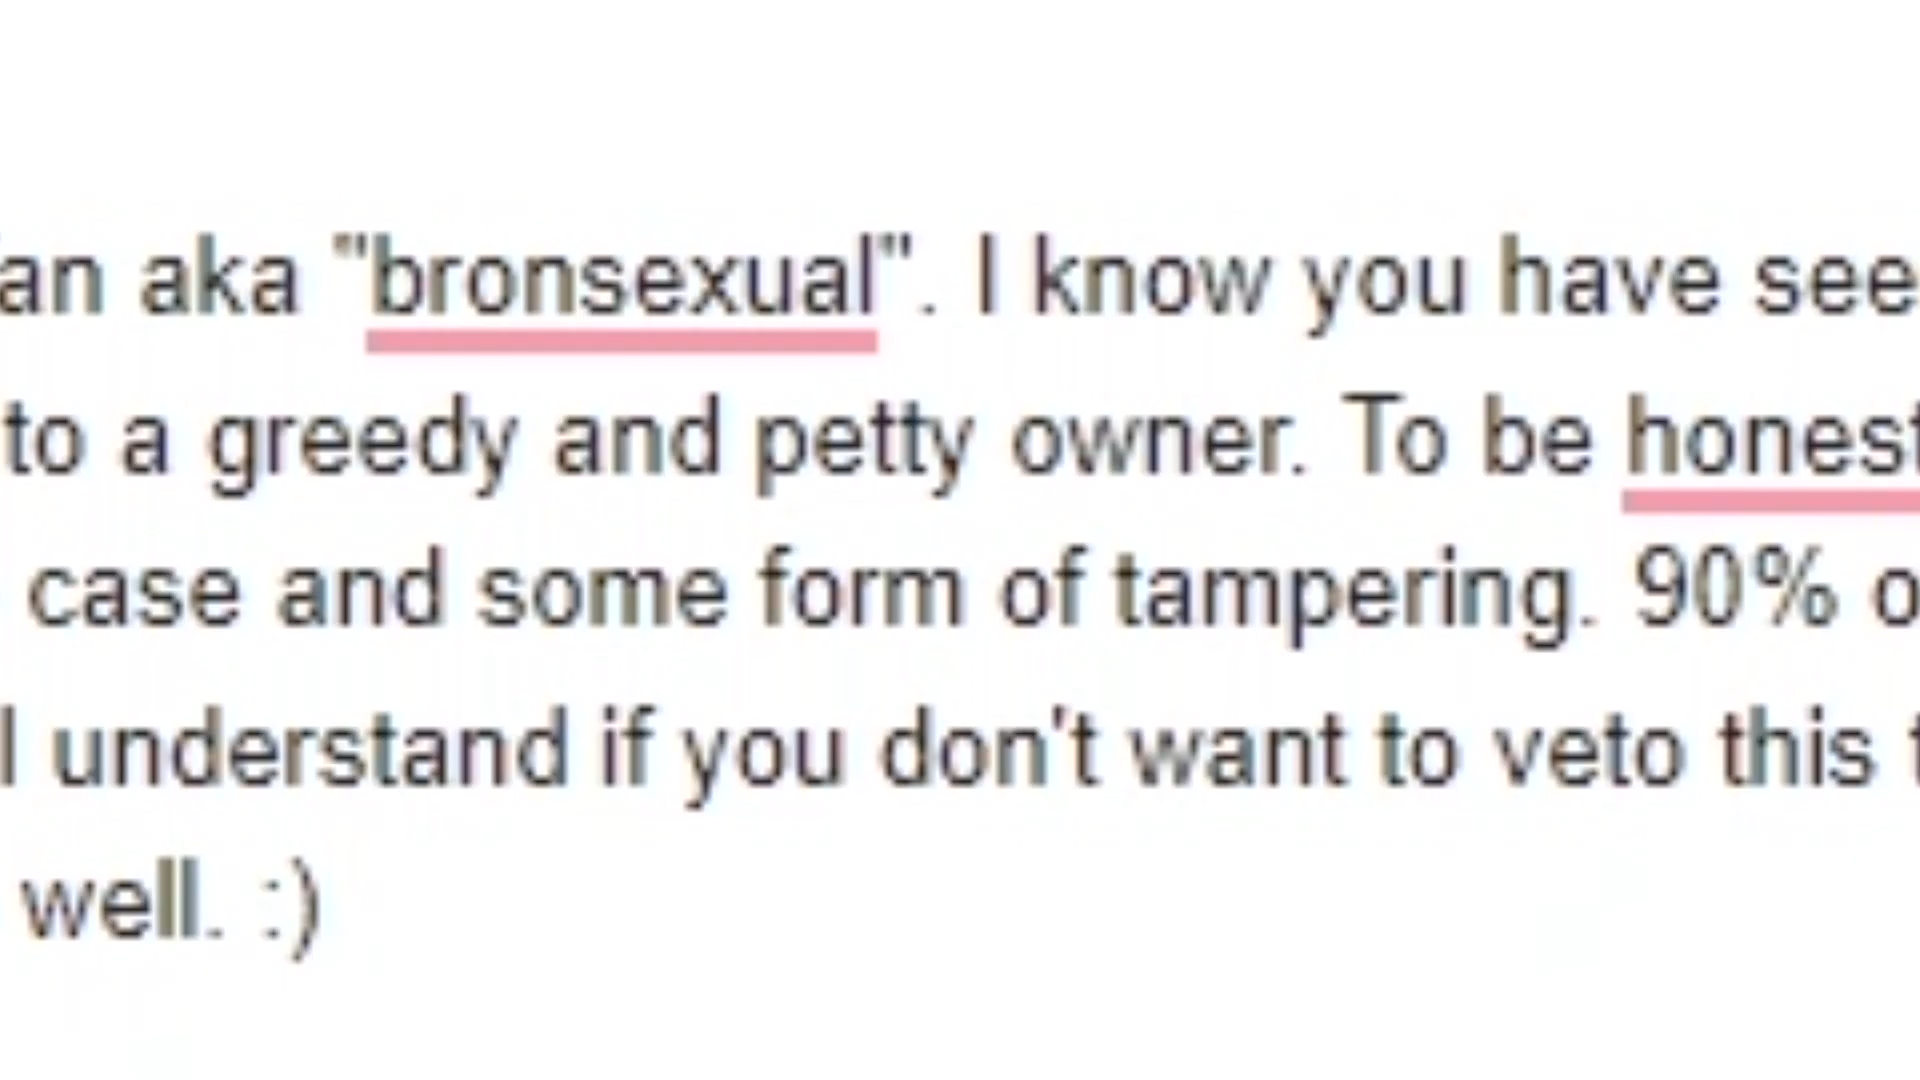 an aka "bronsexual". I know you have see
to a greedy and petty owner. To be honest
case and some form of tampering. 90% o
I understand if you don't want to veto this t
well. :)